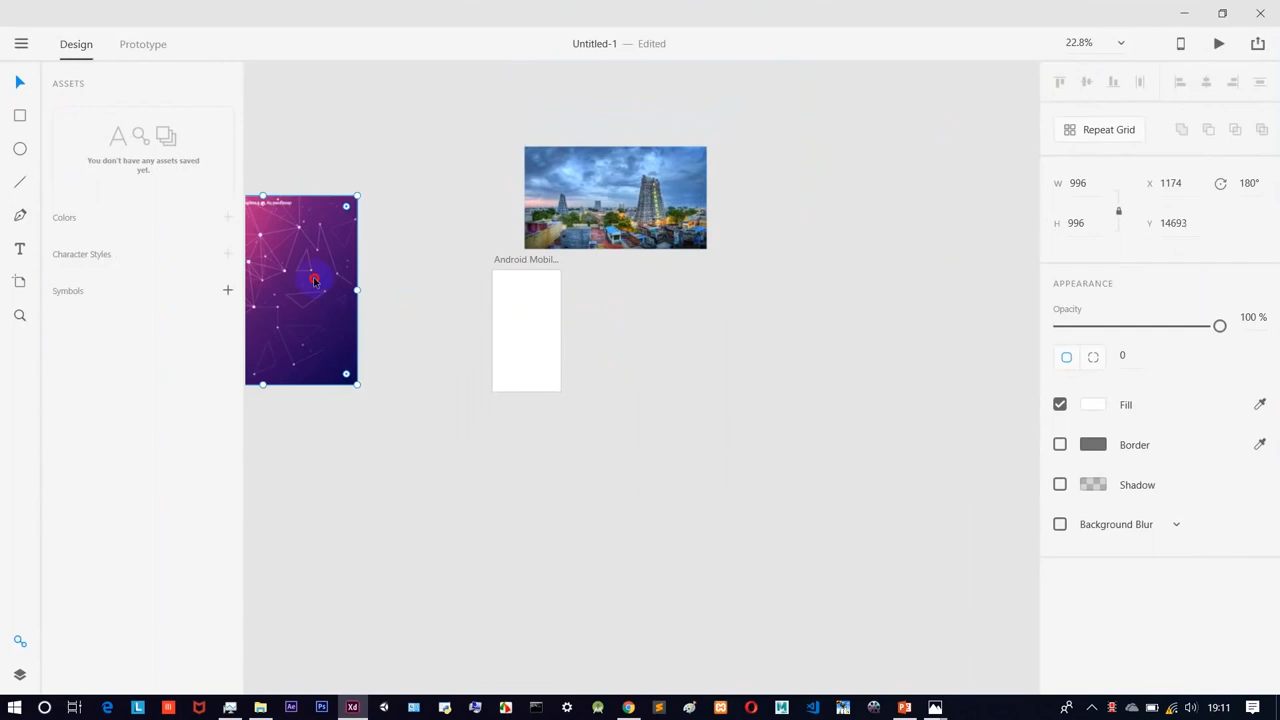 Design
Prototype
Untitled-1 — Edited
22.8%
ASSETS
You don't have any assets saved
yet.
Colors
Character Styles
Symbols
Android Mobil...
Repeat Grid
W 996 X 1174 180°
H 996 Y 14693
APPEARANCE
Opacity
100 %
0
Fill
Border
Shadow
Background Blur
19:11